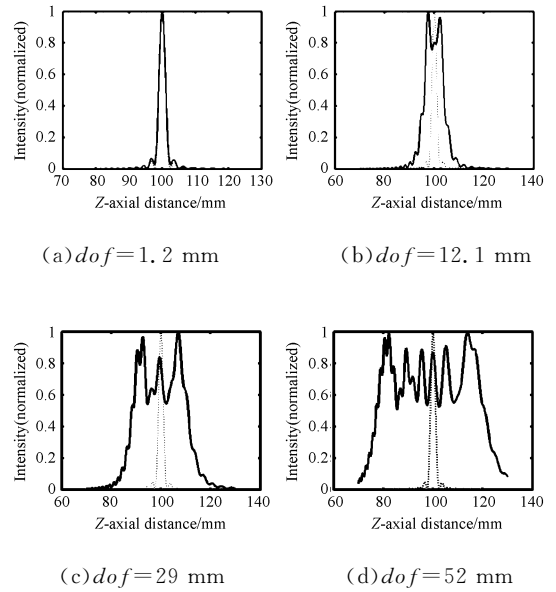 Intensity(normalized)
1
0.8
0.6
0.4
0.2
0
70 80 90 100 110 120 130
Z-axial distance/mm
(a)dof=1.2 mm
Intensity(normalized)
1
0.8
0.6
0.4
0.2
0
60 80 100 120 140
Z-axial distance/mm
(b)dof=12.1 mm
Intensity(normalized)
1
0.8
0.6
0.4
0.2
0
60 80 100 120 140
Z-axial distance/mm
(c)dof=29 mm
Intensity(normalized)
1
0.8
0.6
0.4
0.2
0
60 80 100 120 140
Z-axial distance/mm
(d)dof=52 mm